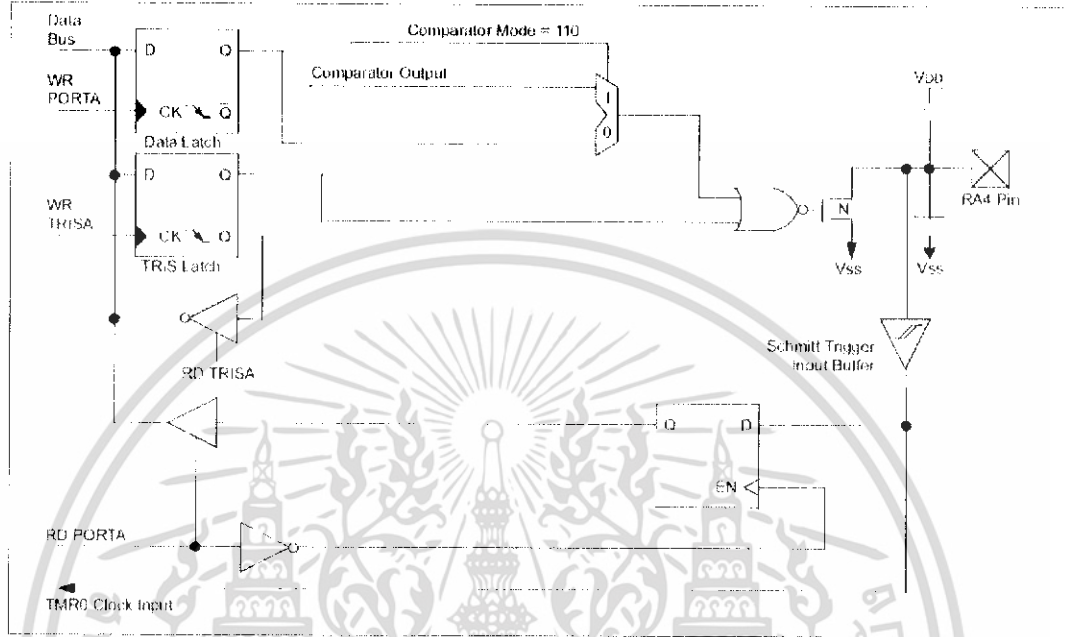 Data
Bus
D Q
Comparator Mode = 110
Comparator Output
WR
PORTA
CK Q
Data Latch
1
0
VDD
D Q
WR
TRISA
CK Q
TRIS Latch
N
RA4 Pin
Vss
Vss
Schmitt Trigger
Input Buffer
RD TRISA
Q D
EN
RD PORTA
TMR0 Clock Input